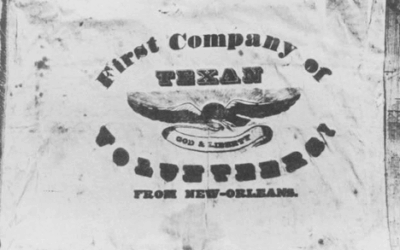 First Company of
TEXAN
GOD & LIBERTY
VOLUNTEERS!
FROM NEW-ORLEANS.